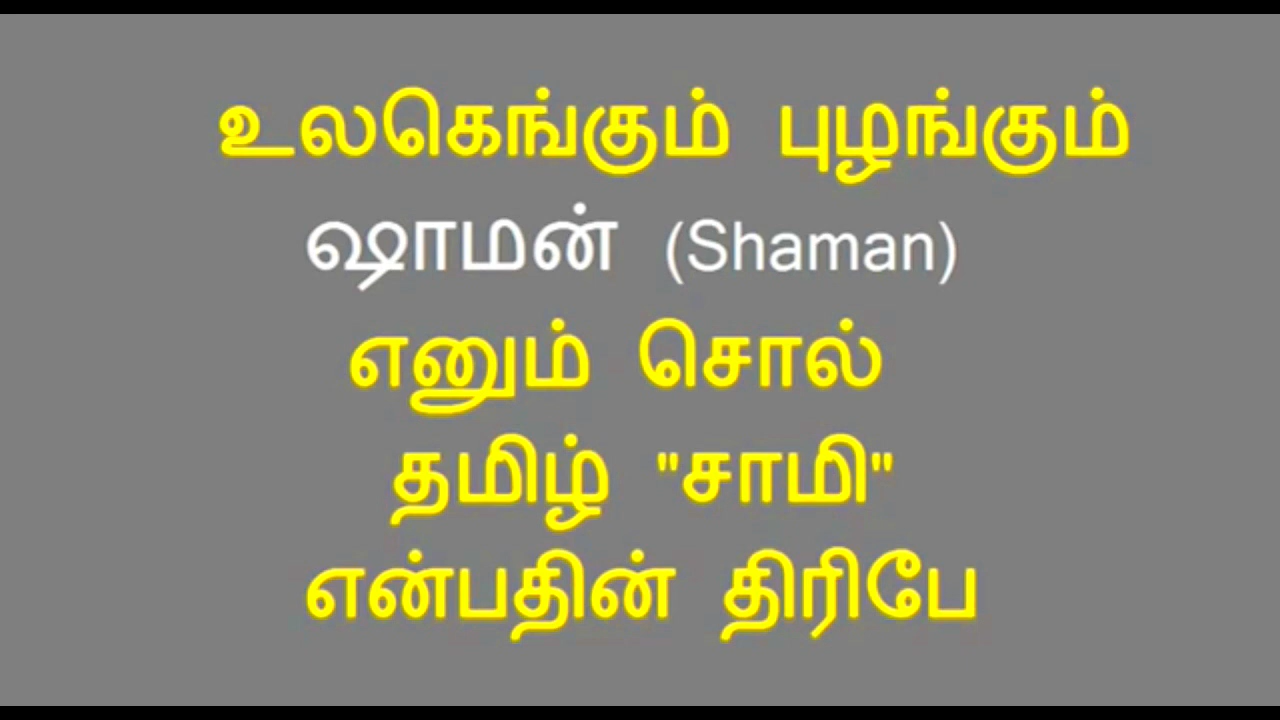 உலகெங்கும் புழங்கும்
ஷாமன் (Shaman)
எனும் சொல்
தமிழ் "சாமி"
என்பதின் திரிபே